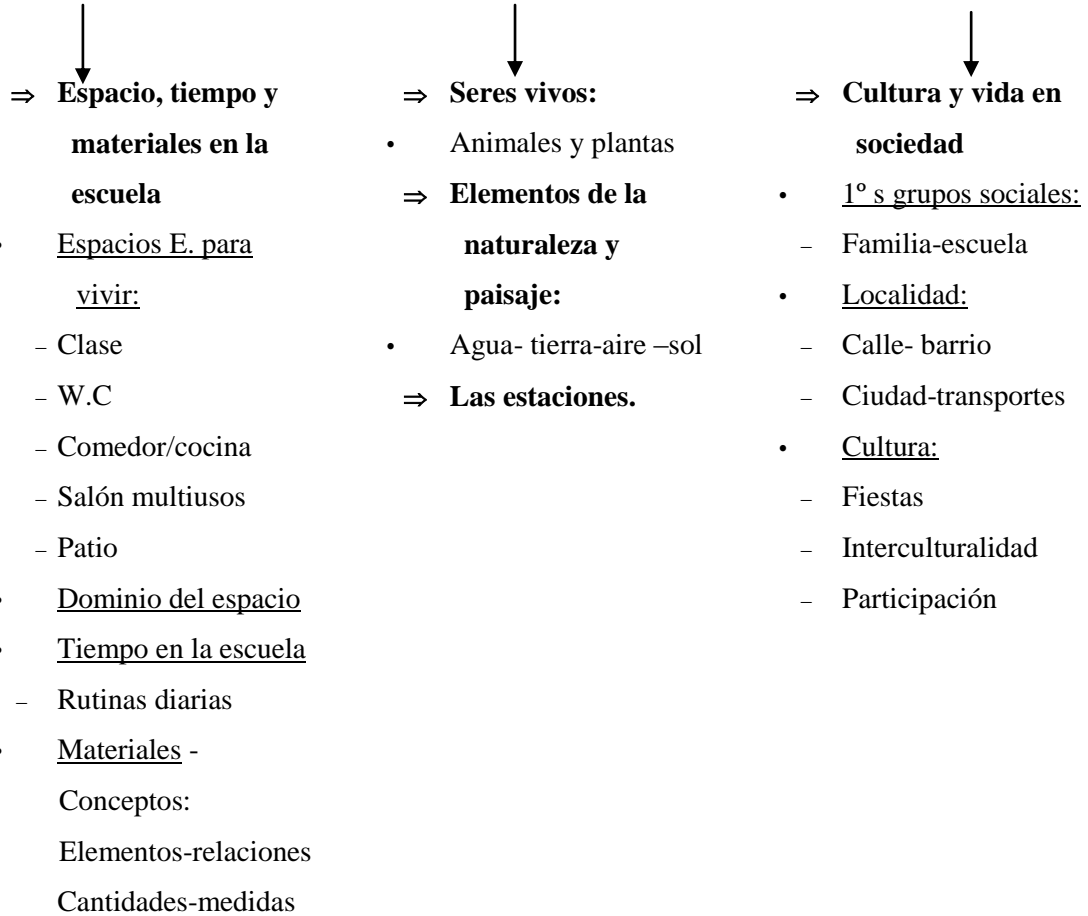 ⇒ Espacio, tiempo y
materiales en la
escuela
• Espacios E. para
vivir:
– Clase
– W.C
– Comedor/cocina
– Salón multiusos
– Patio
• Dominio del espacio
• Tiempo en la escuela
– Rutinas diarias
• Materiales -
Conceptos:
Elementos-relaciones
Cantidades-medidas
⇒ Seres vivos:
• Animales y plantas
⇒ Elementos de la
naturaleza y
paisaje:
• Agua- tierra-aire –sol
⇒ Las estaciones.
⇒ Cultura y vida en
sociedad
• 1º s grupos sociales:
– Familia-escuela
• Localidad:
– Calle- barrio
– Ciudad-transportes
• Cultura:
– Fiestas
– Interculturalidad
– Participación